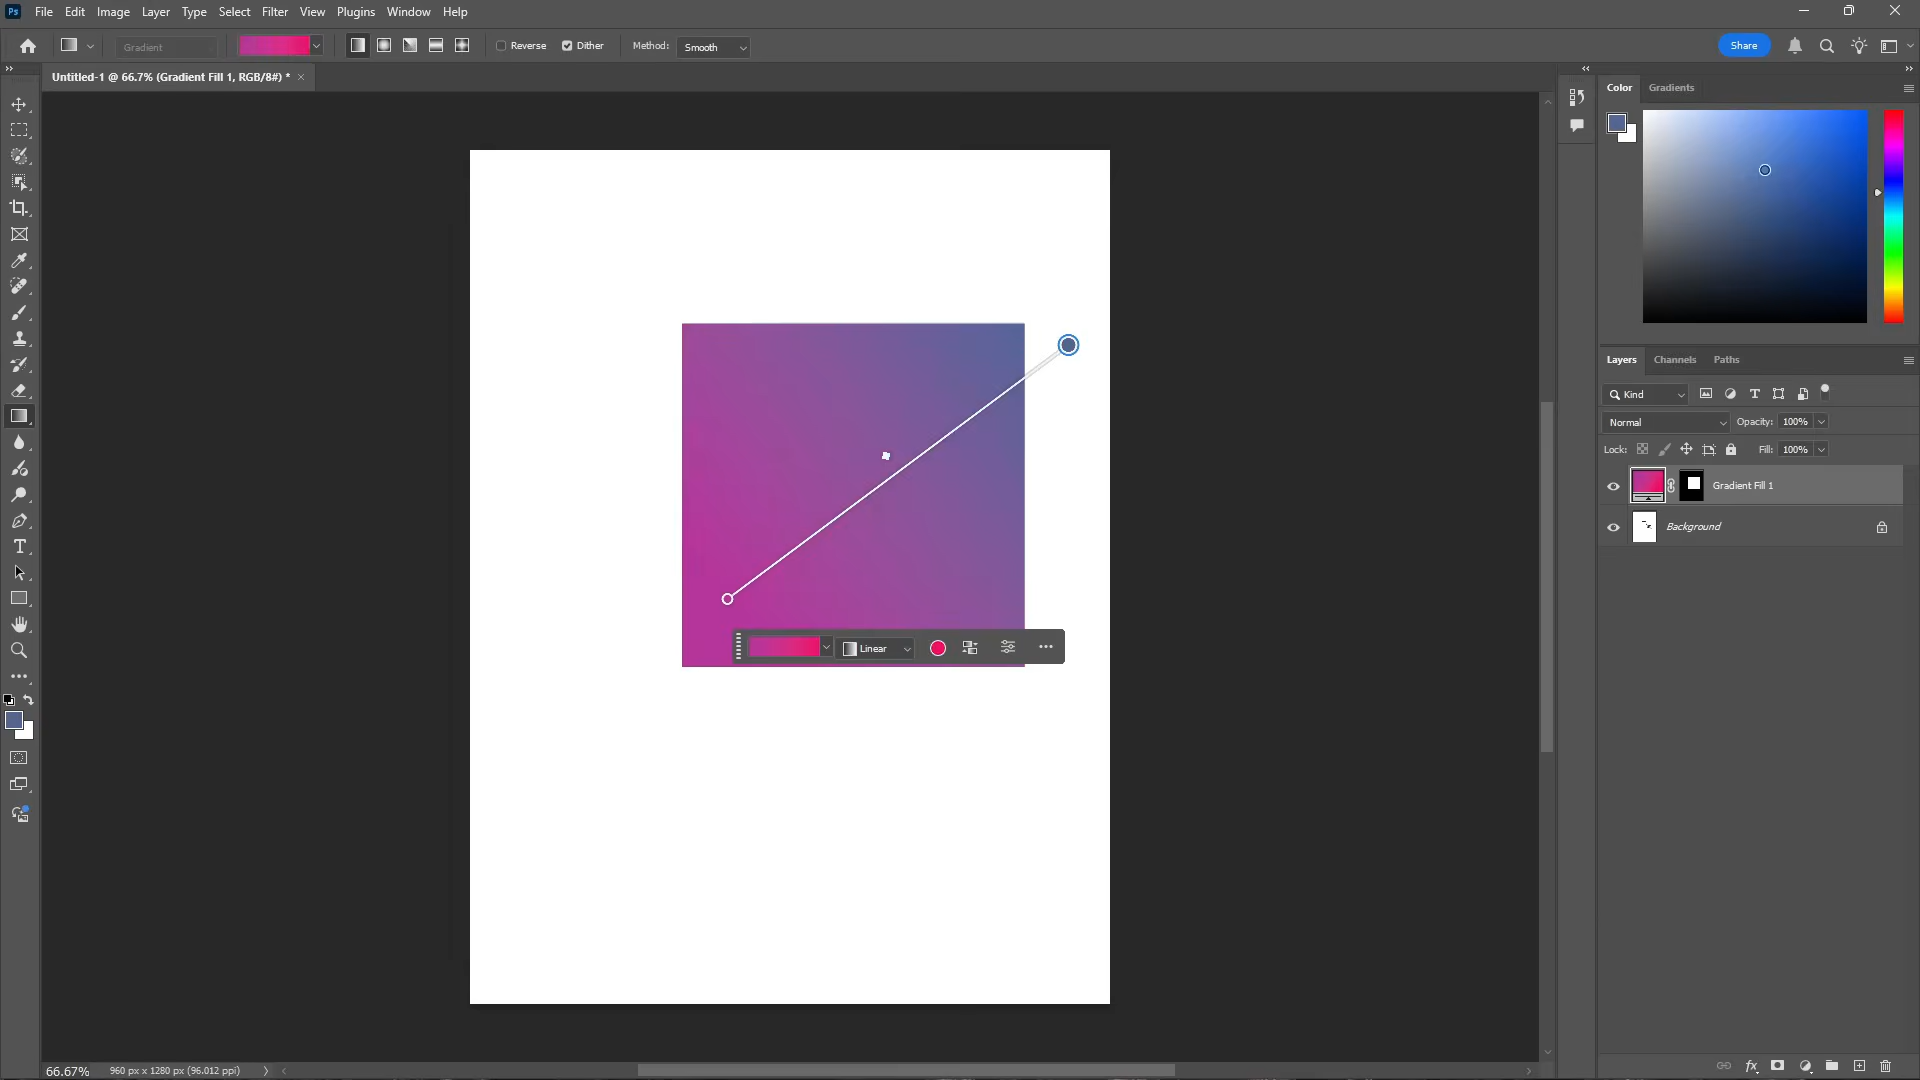 Ps File Edit Image Layer Type Select Filter View Plugins Window Help
Gradient Reverse Dither Method: Smooth Share
Untitled-1 @ 66.7% (Gradient Fill 1, RGB/8#) *
Color Gradients
Layers Channels Paths
Kind
Normal Opacity: 100%
Lock: Fill: 100%
Gradient Fill 1
Background
Linear
66.67% 960 px x 1280 px (96.012 ppi)